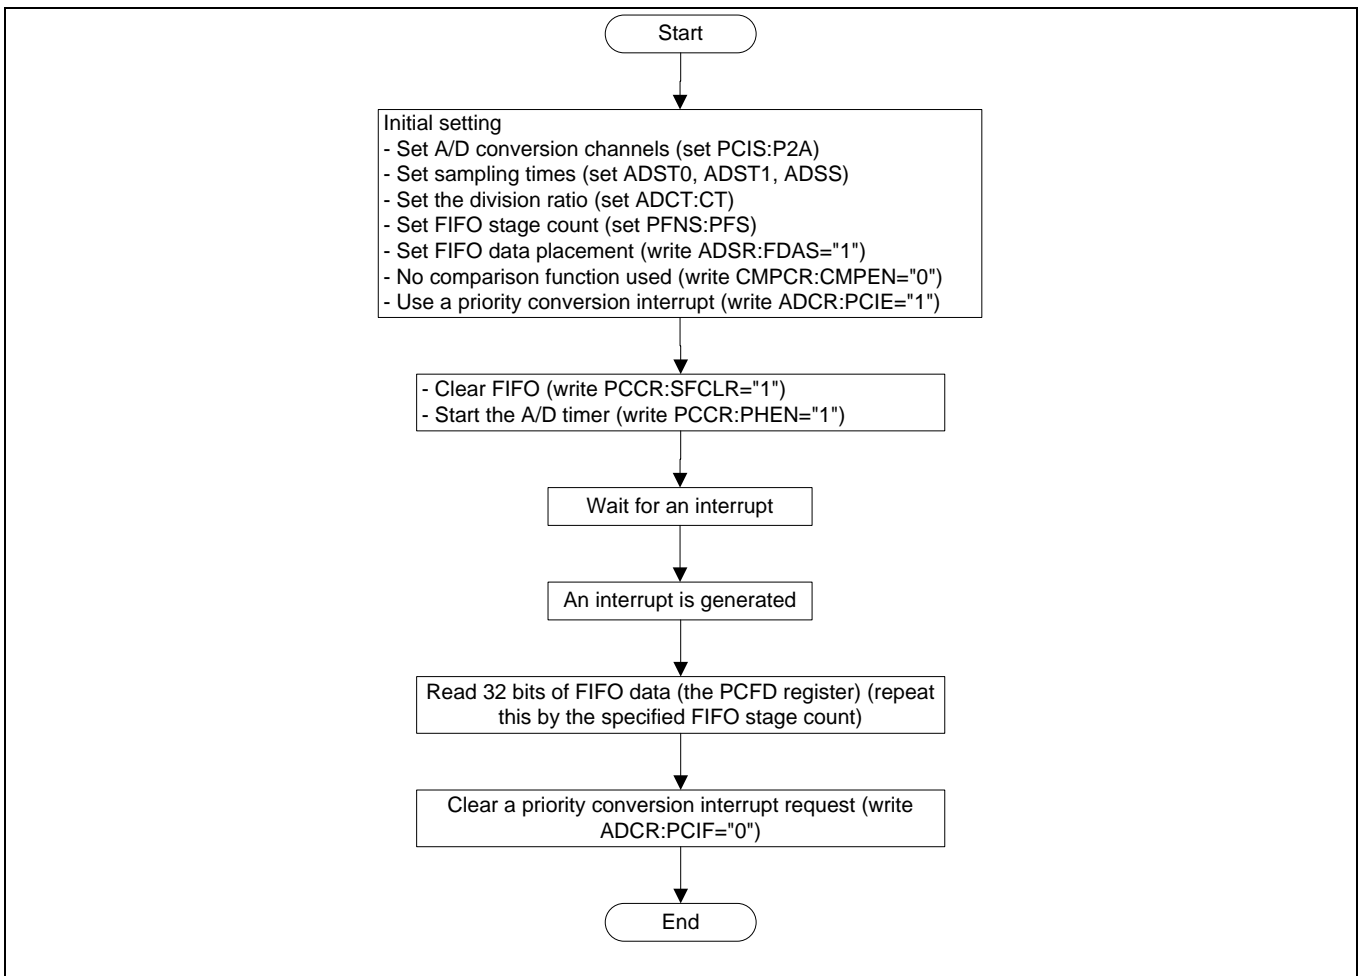 Start
Initial setting
- Set A/D conversion channels (set PCIS:P2A)
- Set sampling times (set ADST0, ADST1, ADSS)
- Set the division ratio (set ADCT:CT)
- Set FIFO stage count (set PFNS:PFS)
- Set FIFO data placement (write ADSR:FDAS="1")
- No comparison function used (write CMPCR:CMPEN="0")
- Use a priority conversion interrupt (write ADCR:PCIE="1")
- Clear FIFO (write PCCR:SFCLR="1")
- Start the A/D timer (write PCCR:PHEN="1")
Wait for an interrupt
An interrupt is generated
Read 32 bits of FIFO data (the PCFD register) (repeat
this by the specified FIFO stage count)
Clear a priority conversion interrupt request (write
ADCR:PCIF="0")
End